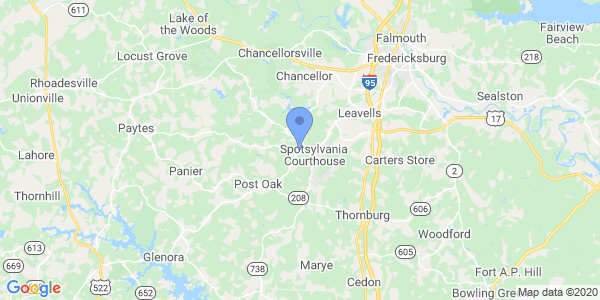 611
Lake of
the Woods
Falmouth
Fairview
Beach
Chancellorsville
Locust Grove
Fredericksburg
218
Chancellor
Rhoadesville
95
Unionville
Sealston
Leavells
17
Paytes
Spotsylvania
Courthouse
Lahore
Carters Store
Panier
2
Post Oak
Thornhill
208
606
Thornburg
Woodford
613
605
Glenora
669
738
Marye
Fort A.P. Hill
601
522
652
Cedon
Bowling Gre
Google
Map data ©2020